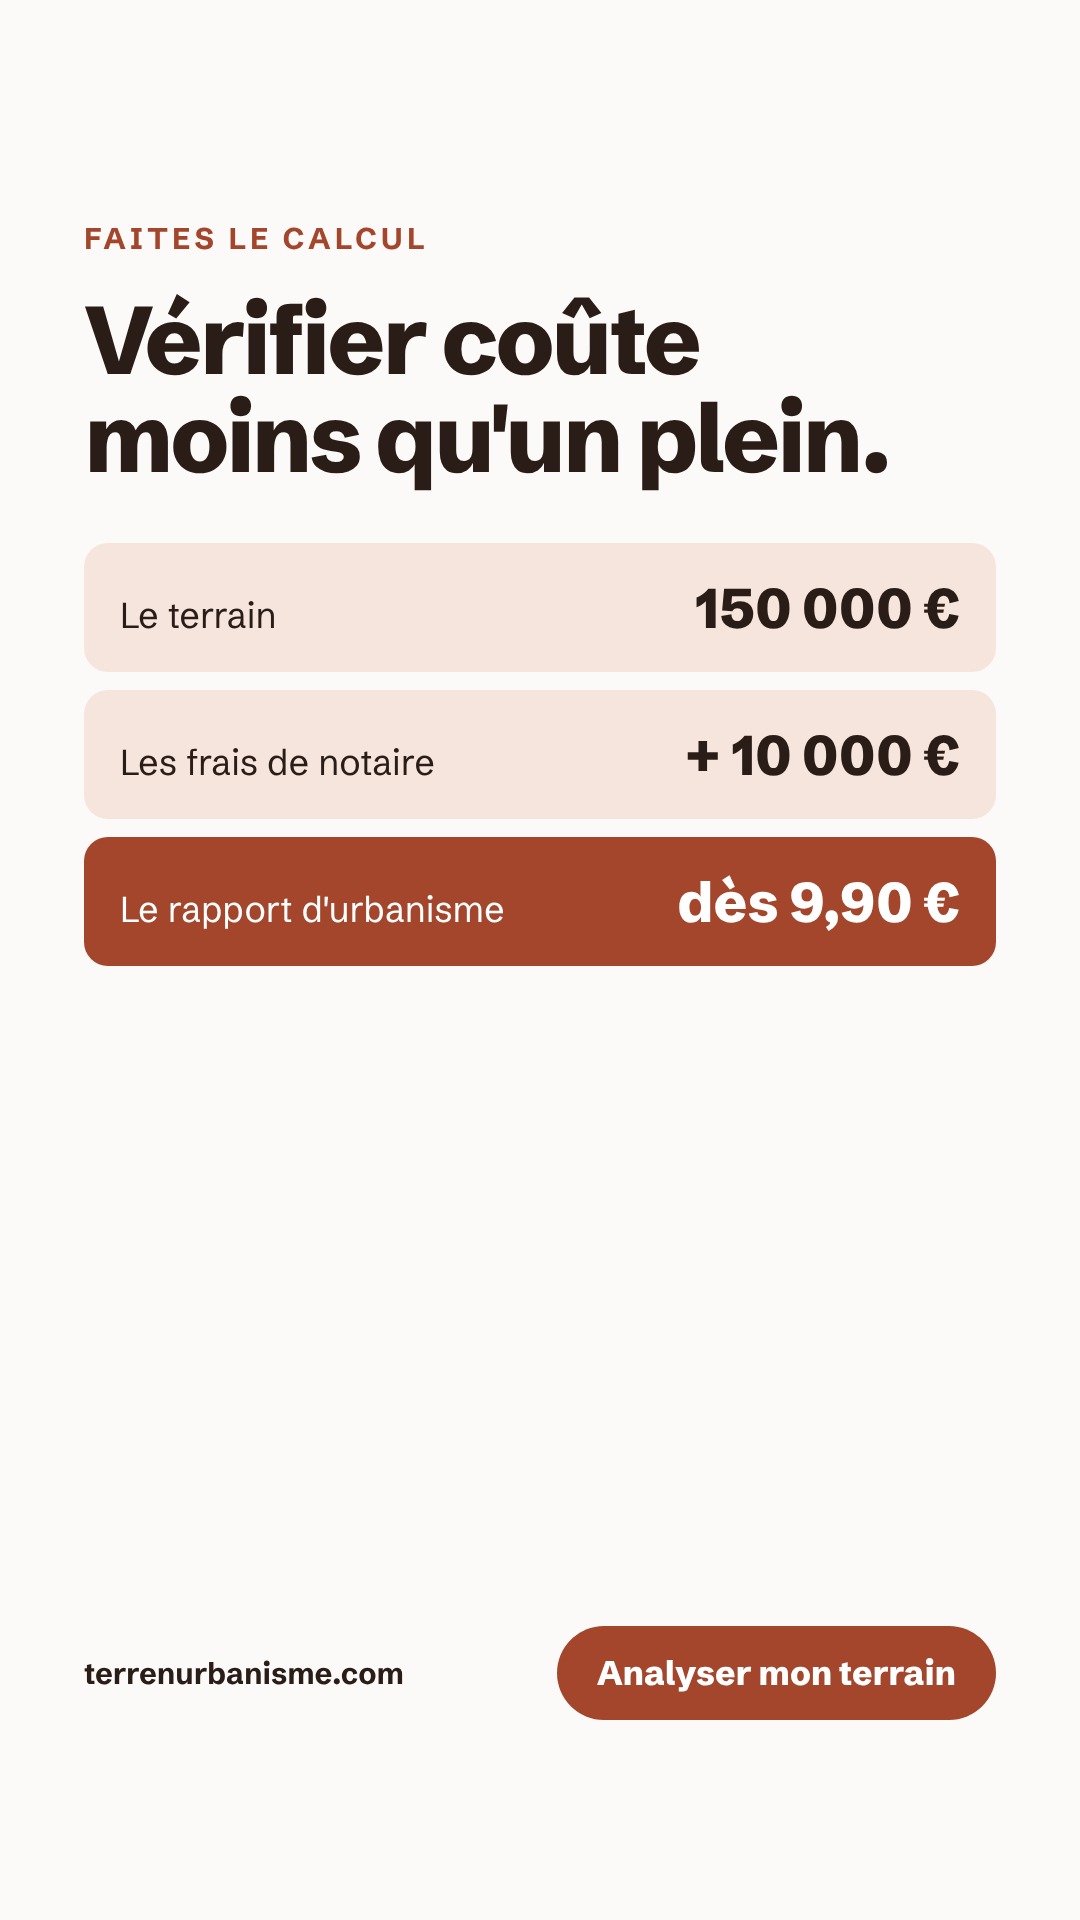 FAITES LE CALCUL
Vérifier coûte
moins qu'un plein.
Le terrain 150 000 €
Les frais de notaire + 10 000 €
Le rapport d'urbanisme dès 9,90 €
terrenurbanisme.com Analyser mon terrain